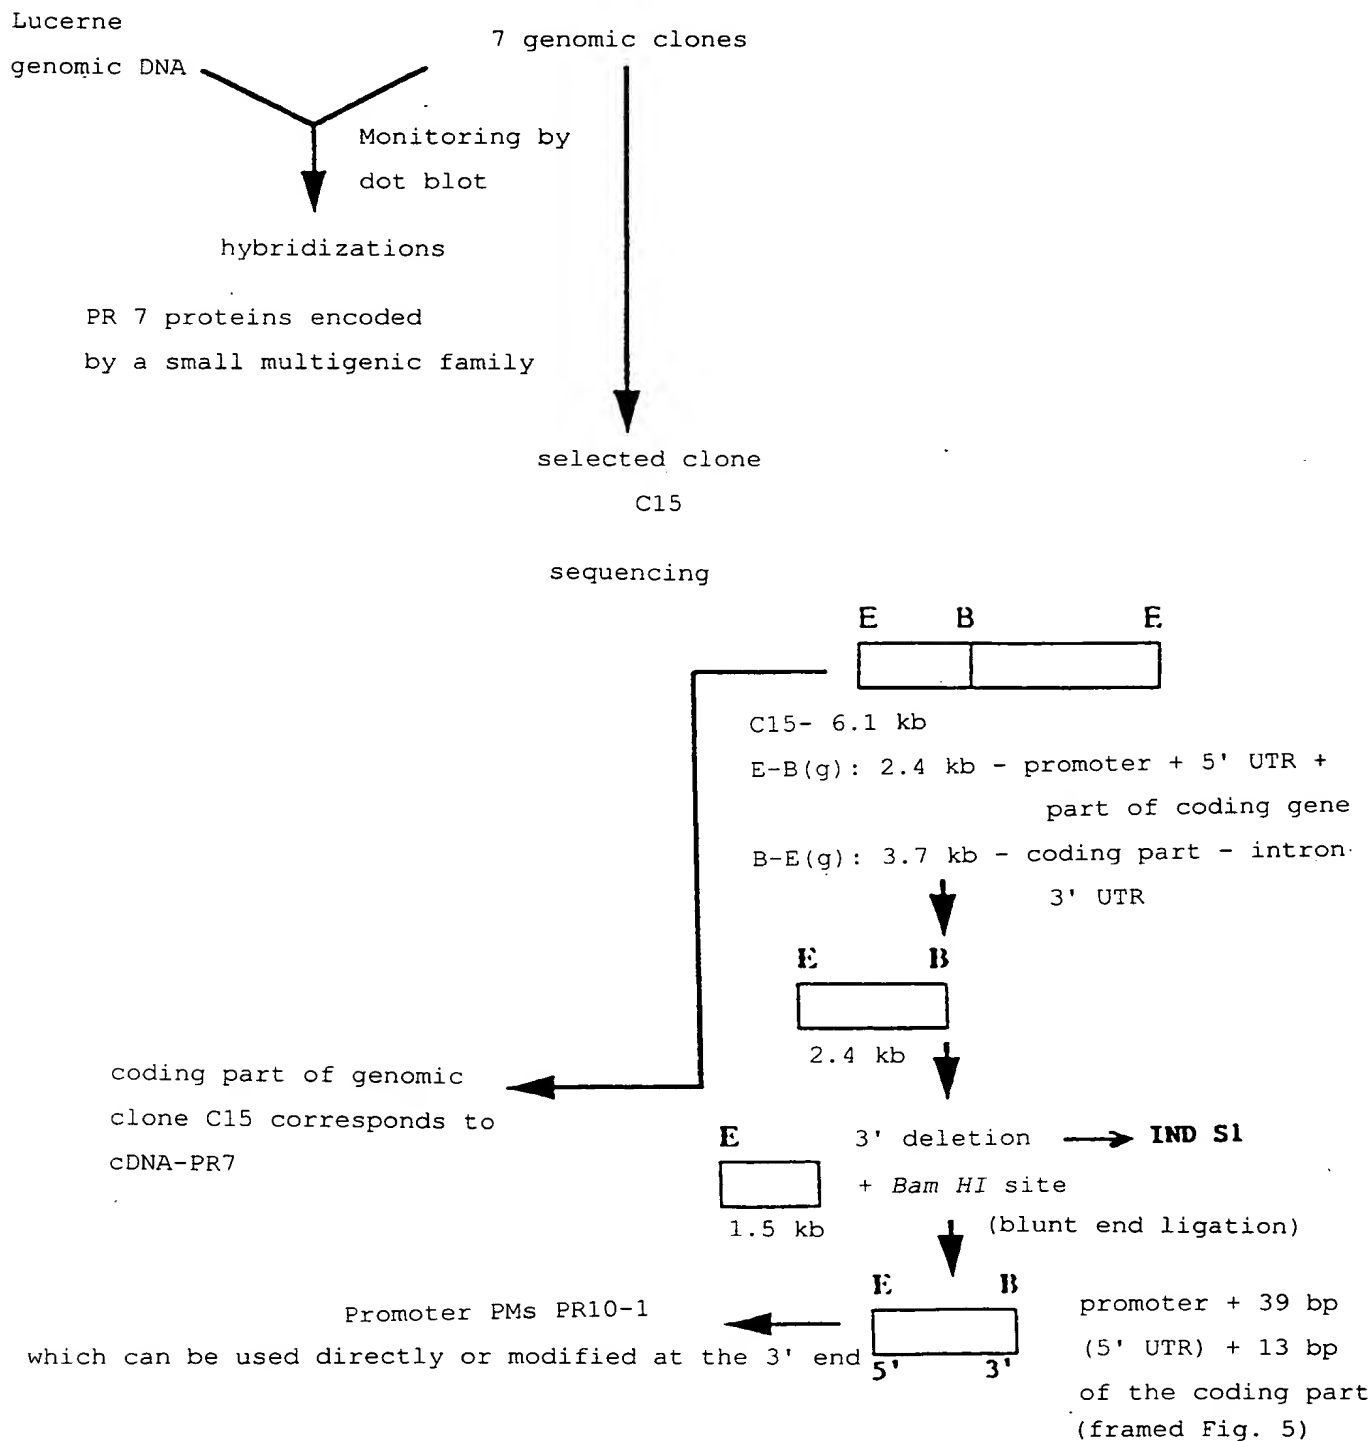 Lucerne
genomic DNA
7 genomic clones
Monitoring by
dot blot
hybridizations
PR 7 proteins encoded
by a small multigenic family
selected clone
C15
sequencing
E B E
C15- 6.1 kb
E-B(g): 2.4 kb - promoter + 5' UTR +
part of coding gene
B-E(g): 3.7 kb - coding part - intron
3' UTR
E B
2.4 kb
coding part of genomic
clone C15 corresponds to
cDNA-PR7
E
1.5 kb
3' deletion
IND S1
+ Bam HI site
(blunt end ligation)
E B
5' 3'
Promoter PMs PR10-1
which can be used directly or modified at the 3' end
promoter + 39 bp
(5' UTR) + 13 bp
of the coding part
(framed Fig. 5)